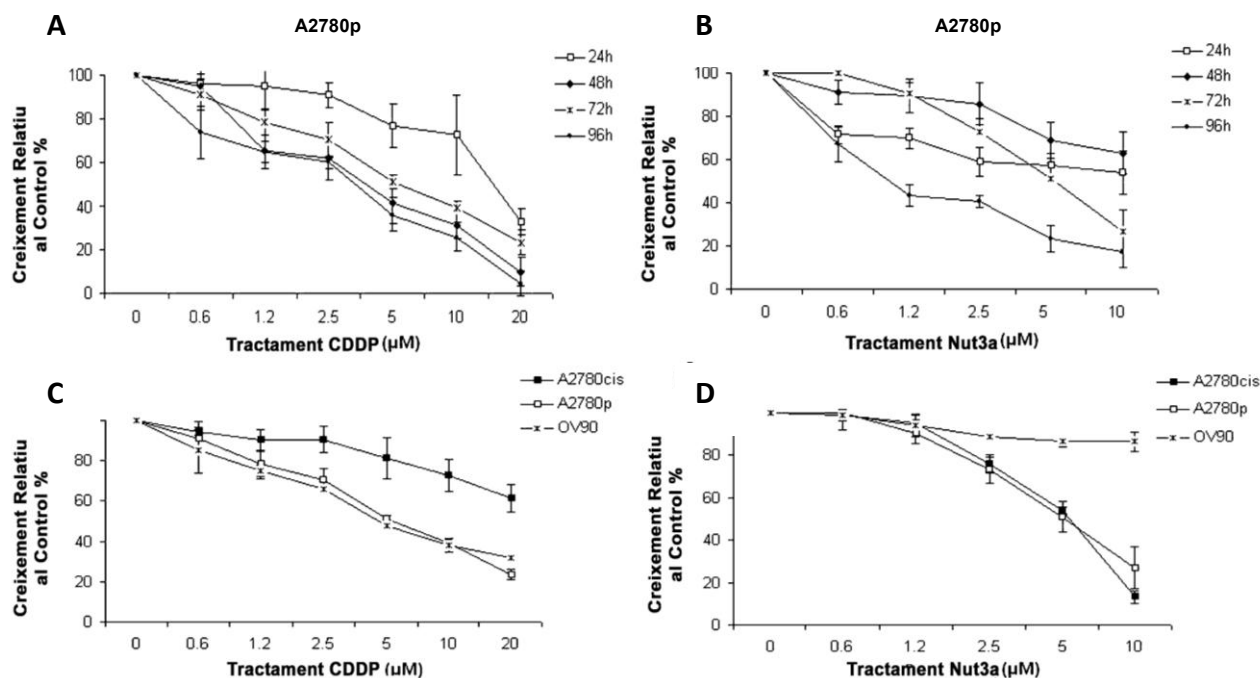 A
A2780p
24h
48h
72h
96h
100
80
60
40
20
0
Creixement Relatiu
al Control %
0 0.6 1.2 2.5 5 10 20
Tractament CDDP (µM)
B
A2780p
24h
48h
72h
96h
100
80
60
40
20
0
Creixement Relatiu
al Control %
0 0.6 1.2 2.5 5 10
Tractament Nut3a (µM)
C
A2780cis
A2780p
OV90
80
60
40
20
0
Creixement Relatiu
al Control %
0 0.6 1.2 2.5 5 10 20
Tractament CDDP (µM)
D
A2780cis
A2780p
OV90
80
60
40
20
0
Creixement Relatiu
al Control %
0 0.6 1.2 2.5 5 10
Tractament Nut3a (µM)